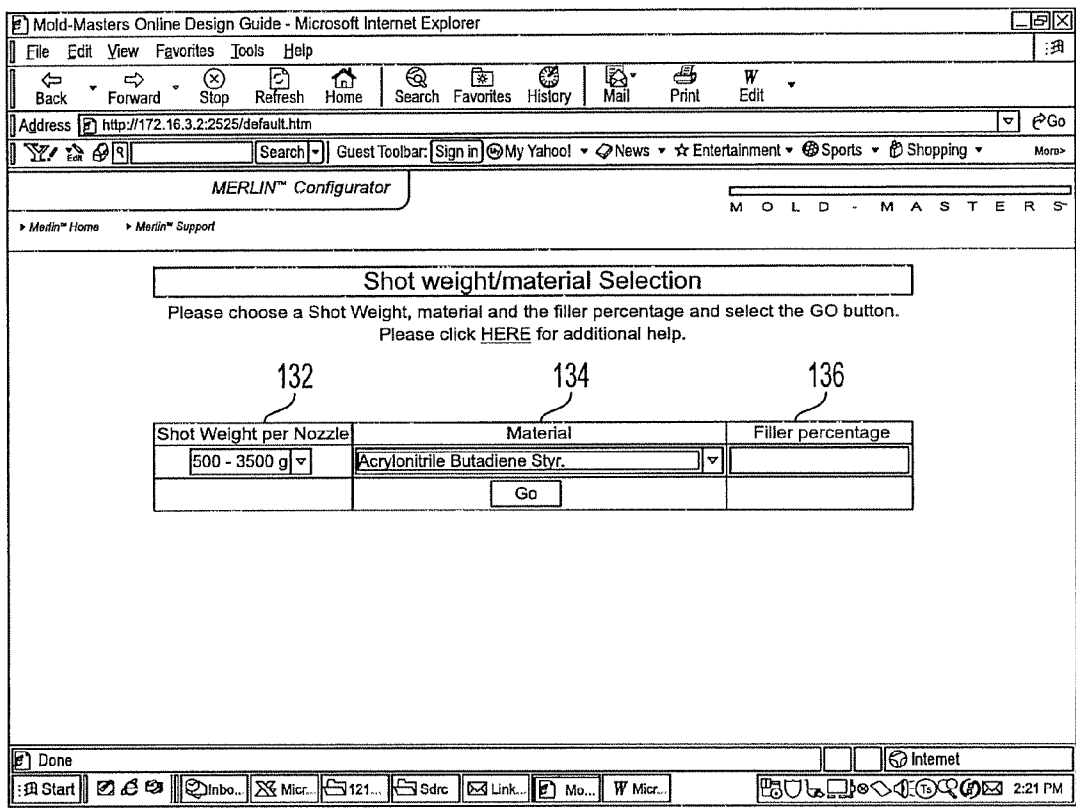 Mold-Masters Online Design Guide - Microsoft Internet Explorer
File Edit View Favorites Tools Help
Back Forward Stop Refresh Home Search Favorites History Mail Print Edit
Address http://172.16.3.2:2525/default.htm Go
Edit Search Guest Toolbar: Sign in My Yahoo! News Entertainment Sports Shopping More>
MERLIN™ Configurator
MOLD-MASTERS
Merlin™ Home Merlin™ Support
Shot weight/material Selection
Please choose a Shot Weight, material and the filler percentage and select the GO button.
Please click HERE for additional help.
132 134 136
Shot Weight per Nozzle Material Filler percentage
500 - 3500 g Acrylonitrile Butadiene Styr.
Go
Done Internet
Start Inbo... Micr... 121... Sdrc Link... Mo... Micr... 2:21 PM